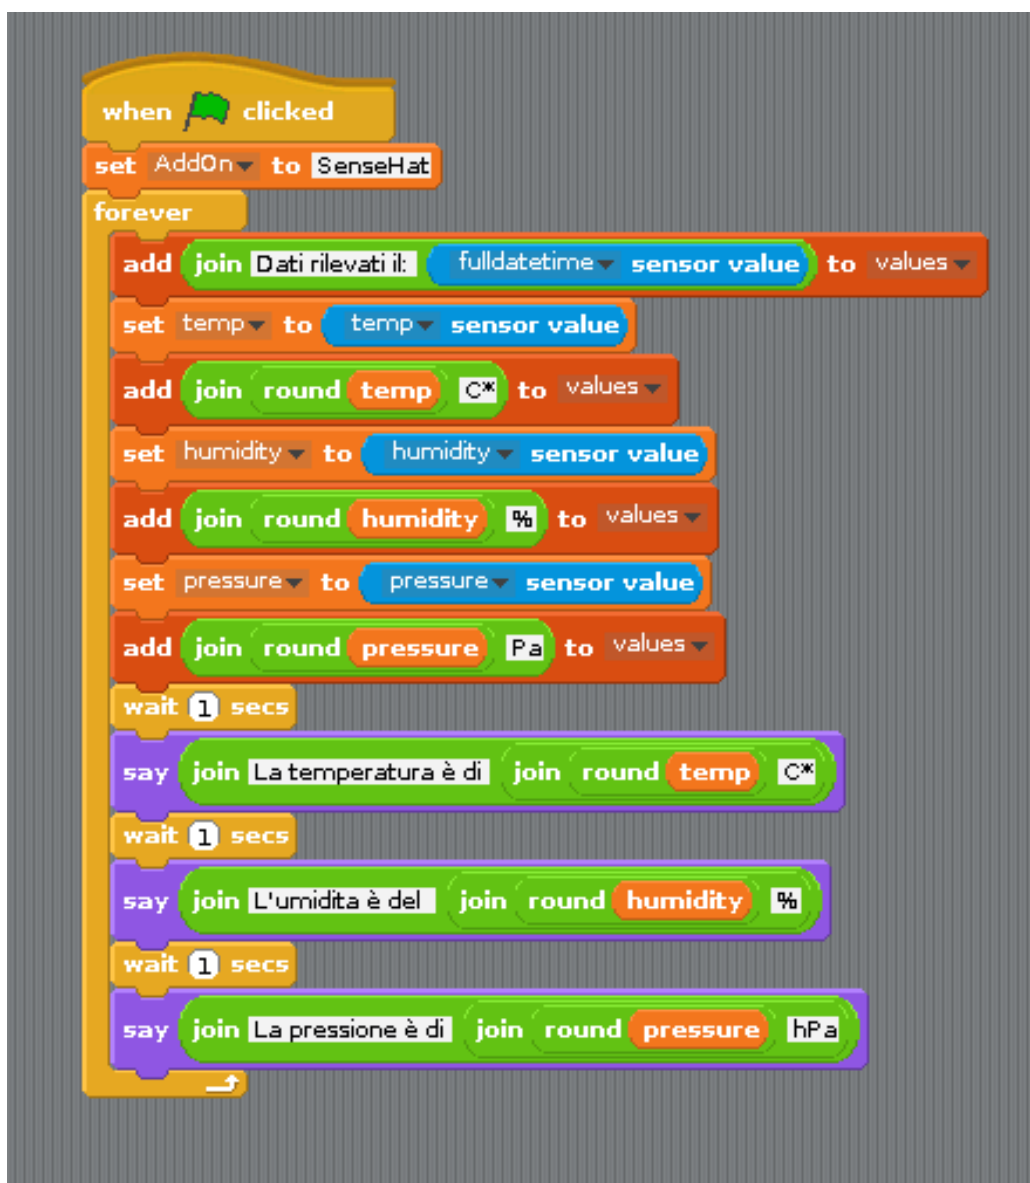 when clicked
set AddOn to SenseHat
forever
add join Dati rilevati il: fulldatetime sensor value to values
set temp to temp sensor value
add join round temp C* to values
set humidity to humidity sensor value
add join round humidity % to values
set pressure to pressure sensor value
add join round pressure Pa to values
wait 1 secs
say join La temperatura è di join round temp C*
wait 1 secs
say join L'umidita è del join round humidity %
wait 1 secs
say join La pressione è di join round pressure hPa